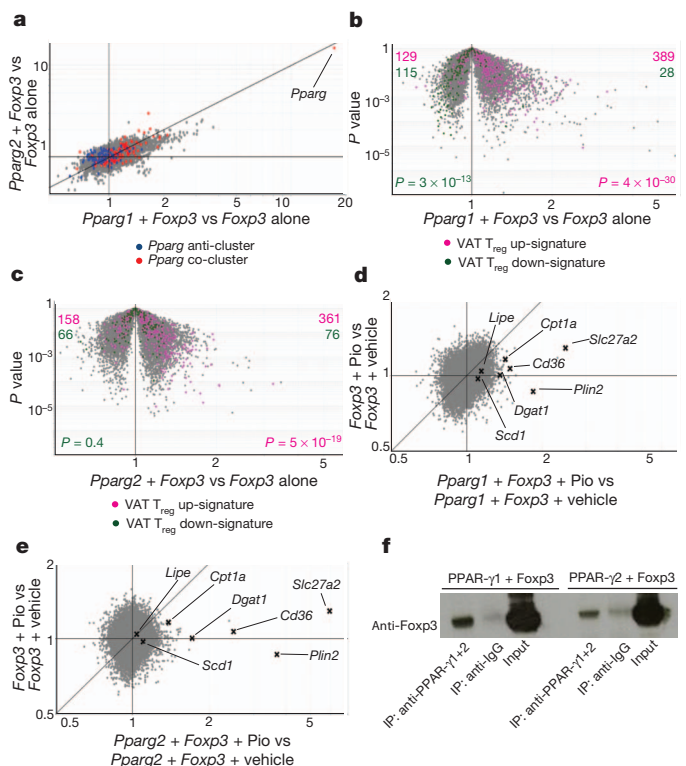 a
Pparg2 + Foxp3 vs
Foxp3 alone
10
1
Pparg
1
10
20
Pparg1 + Foxp3 vs Foxp3 alone
Pparg anti-cluster
Pparg co-cluster
b
P value
1
10−3
10−5
129
115
389
28
P = 3 × 10−13
P = 4 × 10−30
1
5
Pparg1 + Foxp3 vs Foxp3 alone
VAT Treg up-signature
VAT Treg down-signature
c
P value
1
10−3
10−5
158
66
361
76
P = 0.4
P = 5 × 10−19
1
5
Pparg2 + Foxp3 vs Foxp3 alone
VAT Treg up-signature
VAT Treg down-signature
d
Foxp3 + Pio vs
Foxp3 + vehicle
2
1
0.5
Lipe
Cpt1a
Slc27a2
Cd36
Plin2
Dgat1
Scd1
0.5
1
2
5
Pparg1 + Foxp3 + Pio vs
Pparg1 + Foxp3 + vehicle
e
Foxp3 + Pio vs
Foxp3 + vehicle
2
1
0.5
Lipe
Cpt1a
Slc27a2
Dgat1
Cd36
Scd1
Plin2
0.5
1
2
5
Pparg2 + Foxp3 + Pio vs
Pparg2 + Foxp3 + vehicle
f
PPAR-γ1 + Foxp3
PPAR-γ2 + Foxp3
Anti-Foxp3
IP: anti-PPAR-γ1+2
IP: anti-IgG
Input
IP: anti-PPAR-γ1+2
IP: anti-IgG
Input